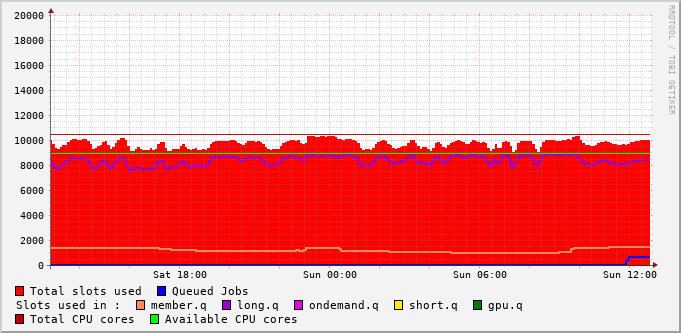 20000
18000
16000
14000
12000
10000
8000
6000
4000
2000
0
Sat 18:00 Sun 00:00 Sun 06:00 Sun 12:00
RRDTOOL / TOBI OETIKER
Total slots used Queued Jobs
Slots used in : member.q long.q ondemand.q short.q gpu.q
Total CPU cores Available CPU cores